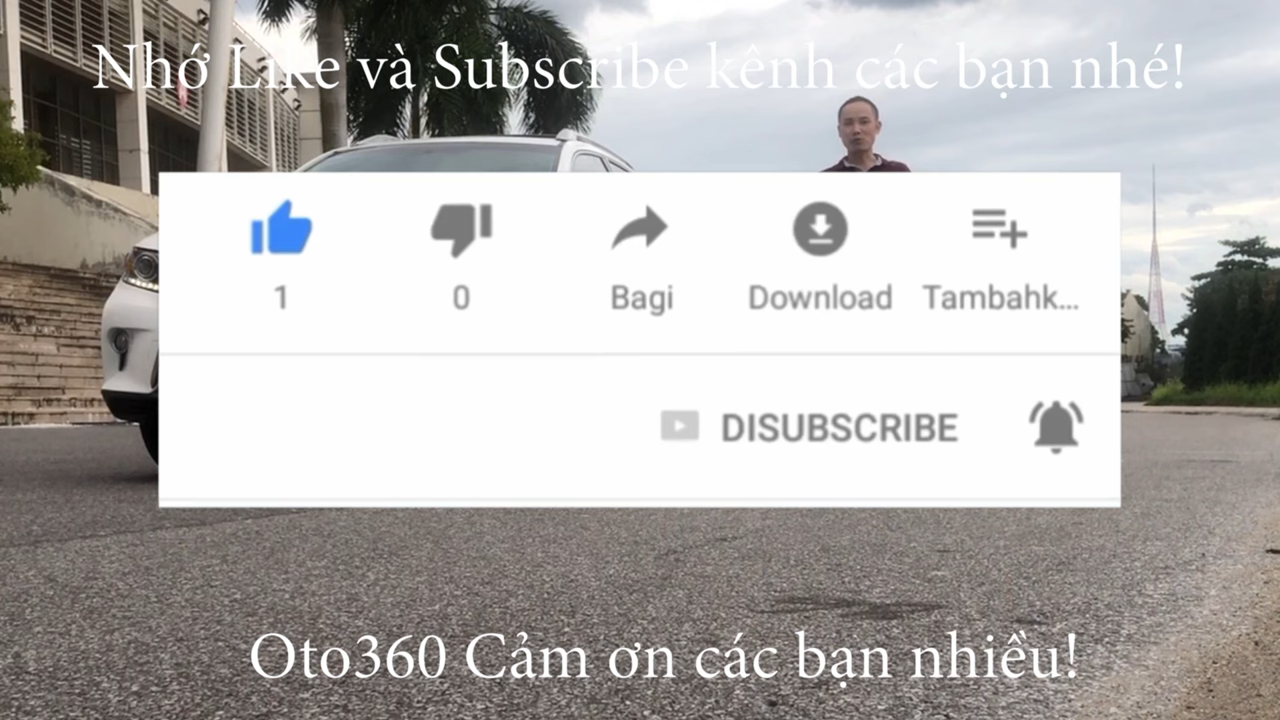 Nhớ Like và Subscribe kênh các bạn nhé!
1 0 Bagi Download Tambahk...
DISUBSCRIBE
Oto360 Cảm ơn các bạn nhiều!